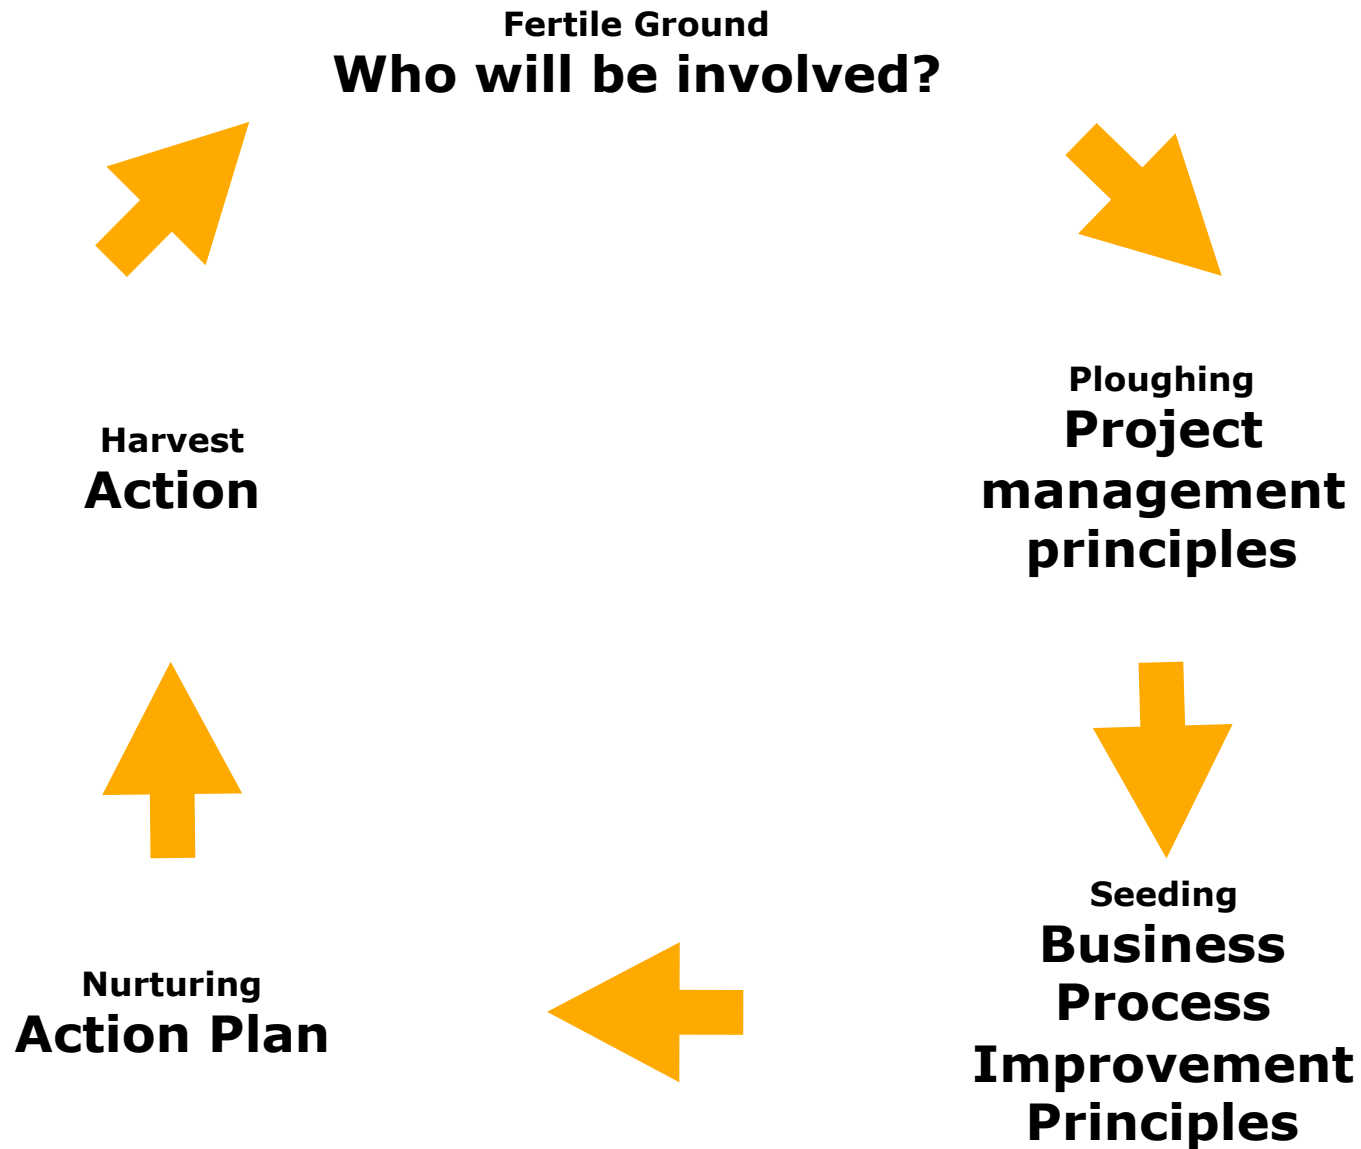 Fertile Ground
Who will be involved?
Ploughing
Project
management
principles
Harvest
Action
Seeding
Business
Process
Improvement
Principles
Nurturing
Action Plan